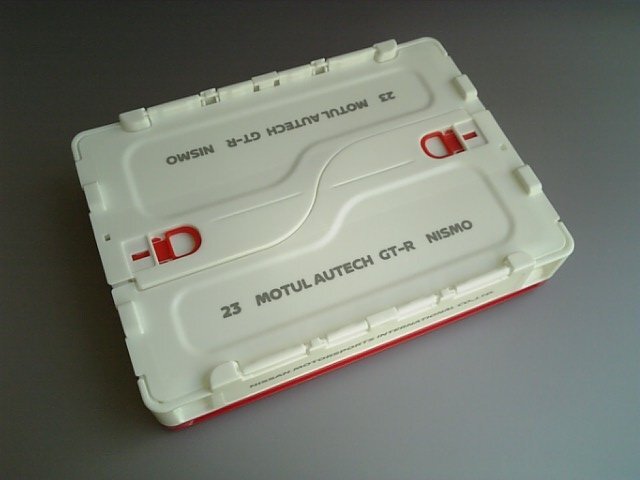 23 MOTUL AUTECH GT-R NISMO
23 MOTUL AUTECH GT-R NISMO
NISSAN MOTORSPORTS INTERNATIONAL CO.,LTD.